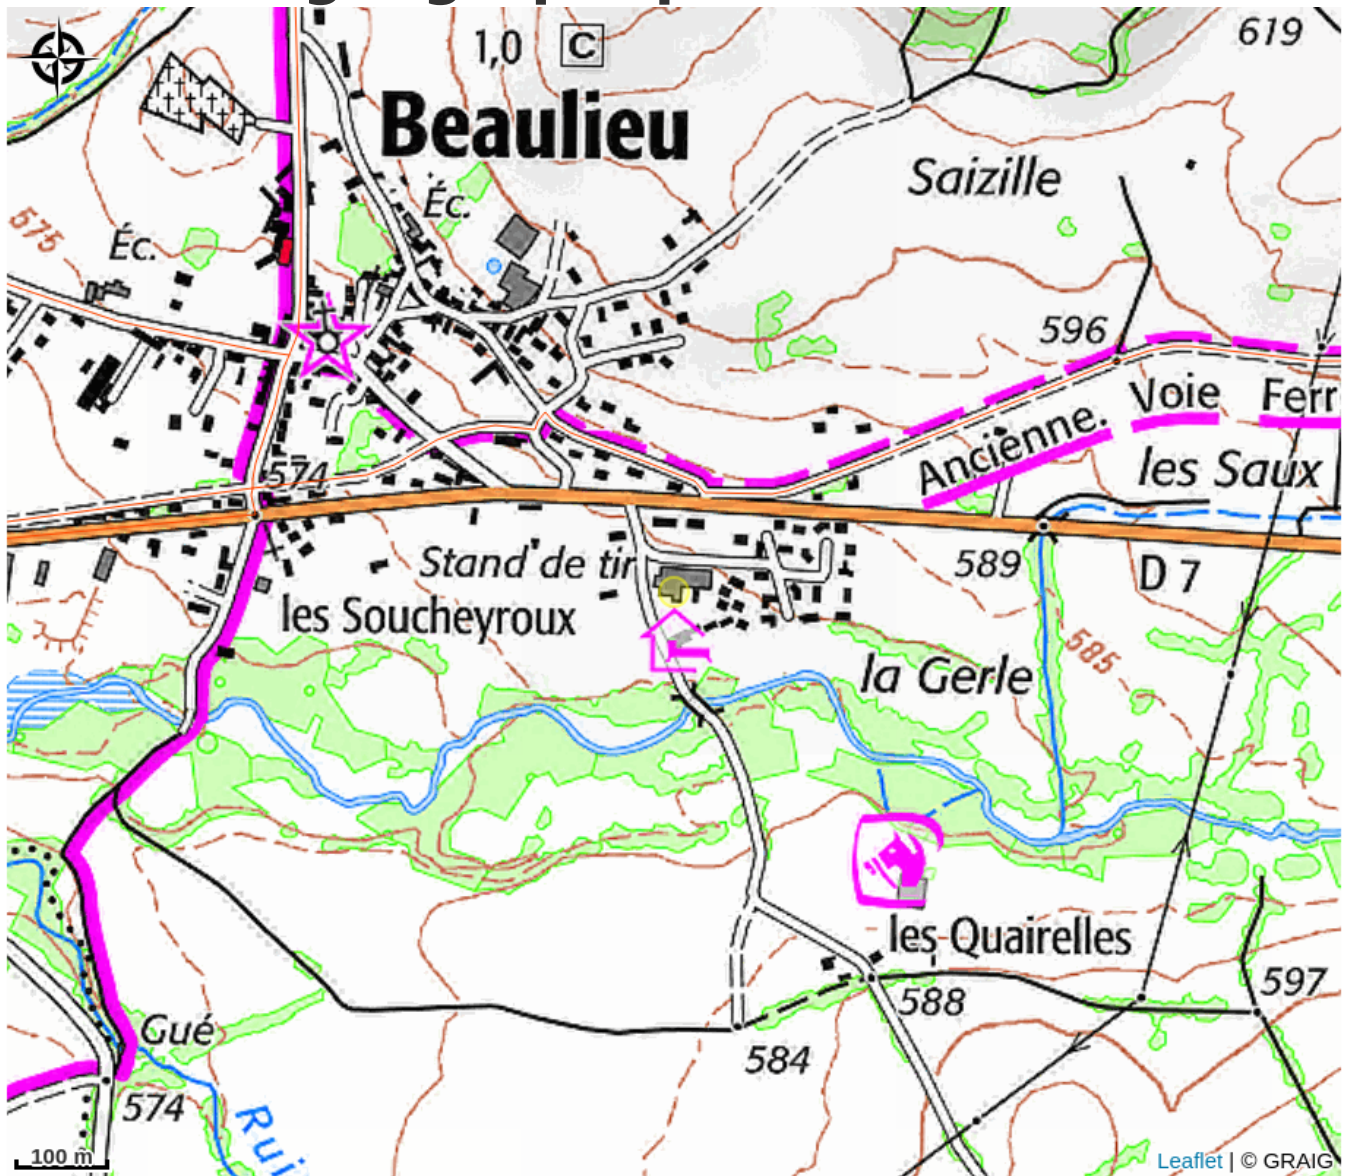 1,0 C
619
Beaulieu
Saizille
Éc.
575
Éc.
596
Voie Ferr
Ancienne.
les Saux
574
Stand de tir
589
D 7
les Soucheyroux
585
la Gerle
les Quairelles
597
588
Gué
584
574
Rui
100 m
Leaflet | © GRAIG